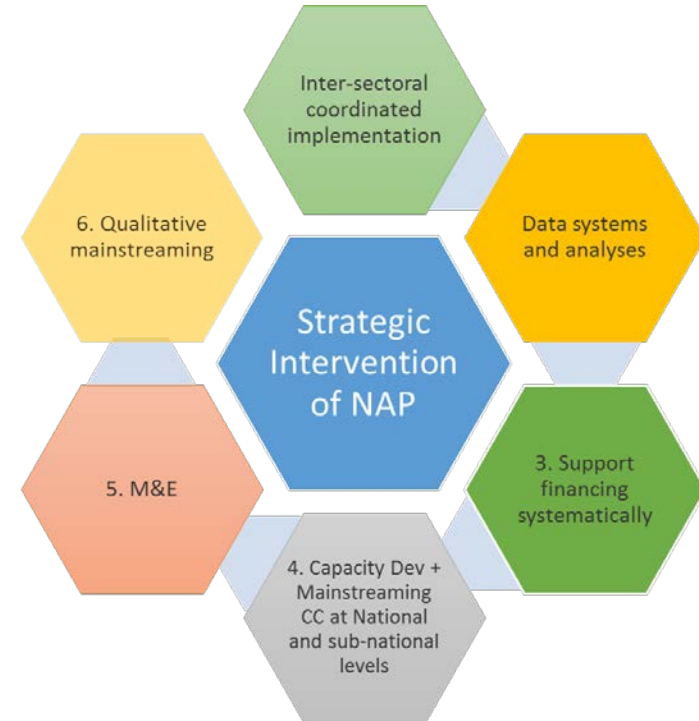 Inter-sectoral
coordinated
implementation
Data systems
and analyses
3. Support
financing
systematically
4. Capacity Dev +
Mainstreaming
CC at National
and sub-national
levels
5. M&E
6. Qualitative
mainstreaming
Strategic
Intervention
of NAP